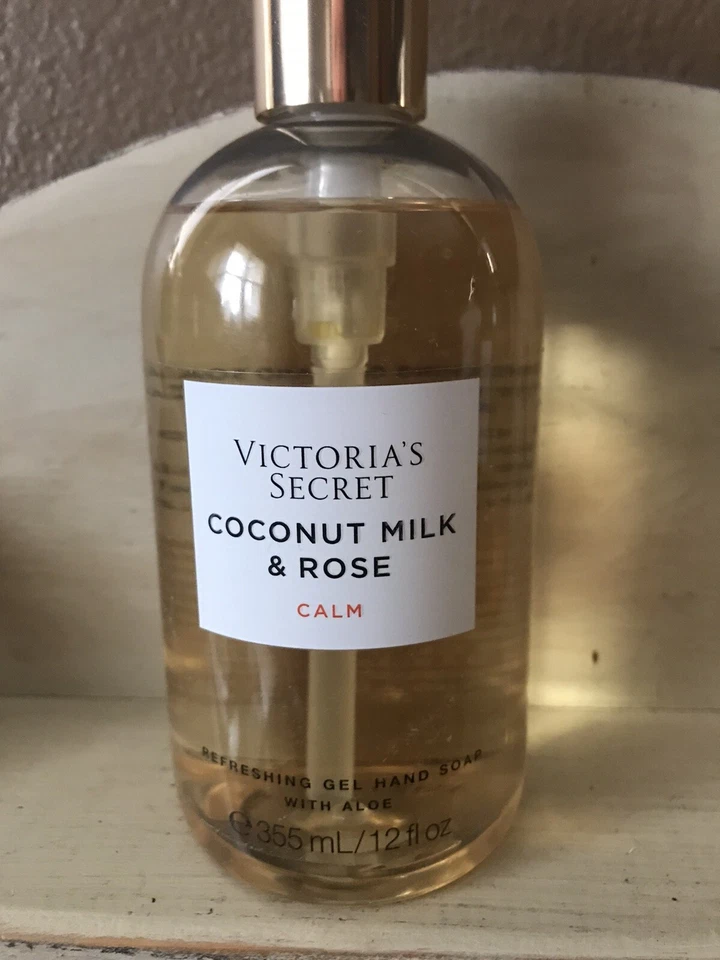 VICTORIA'S
SECRET
COCONUT MILK
& ROSE
CALM
REFRESHING GEL HAND SOAP
WITH ALOE
℮ 355 mL/12 fl oz